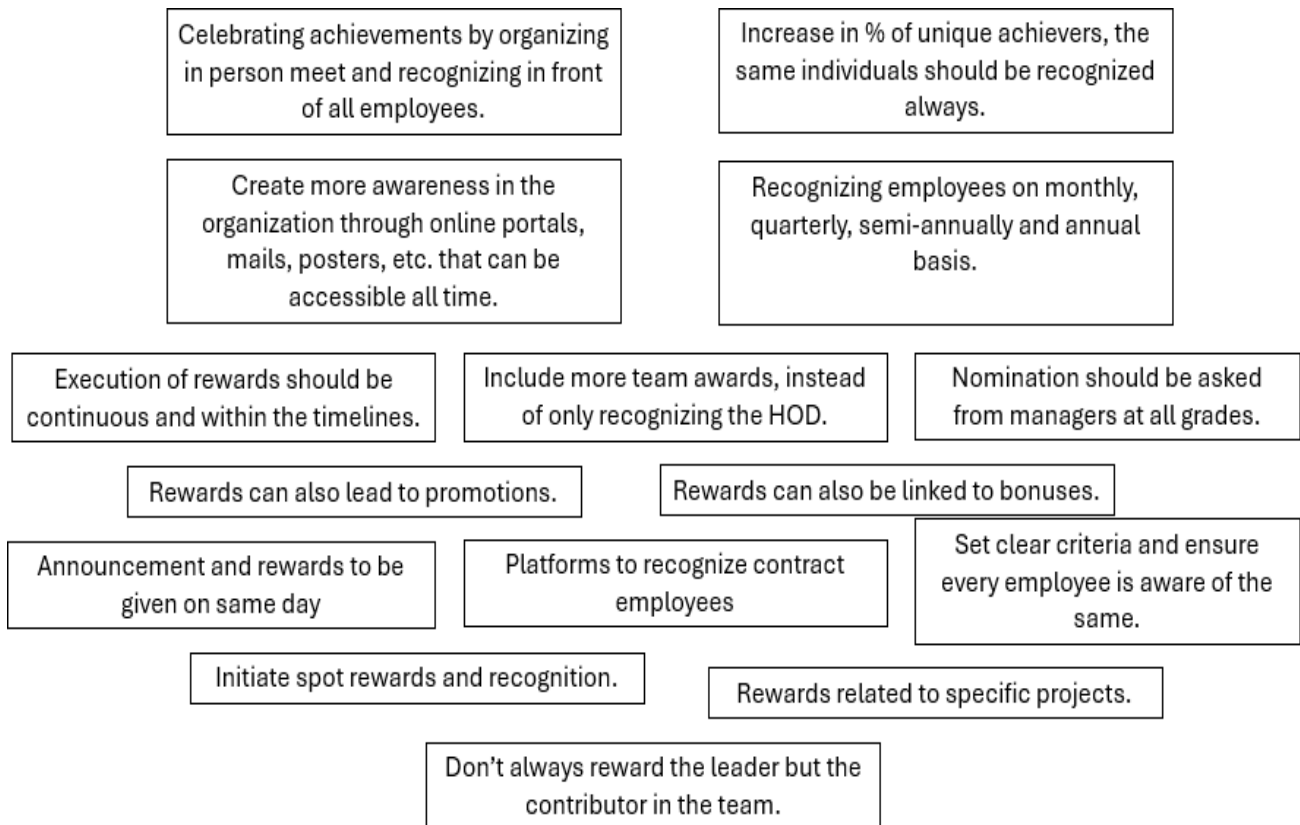 Celebrating achievements by organizing
in person meet and recognizing in front
of all employees.
Increase in % of unique achievers, the
same individuals should be recognized
always.
Create more awareness in the
organization through online portals,
mails, posters, etc. that can be
accessible all time.
Recognizing employees on monthly,
quarterly, semi-annually and annual
basis.
Execution of rewards should be
continuous and within the timelines.
Include more team awards, instead
of only recognizing the HOD.
Nomination should be asked
from managers at all grades.
Rewards can also lead to promotions.
Rewards can also be linked to bonuses.
Announcement and rewards to be
given on same day
Platforms to recognize contract
employees
Set clear criteria and ensure
every employee is aware of the
same.
Initiate spot rewards and recognition.
Rewards related to specific projects.
Don’t always reward the leader but the
contributor in the team.